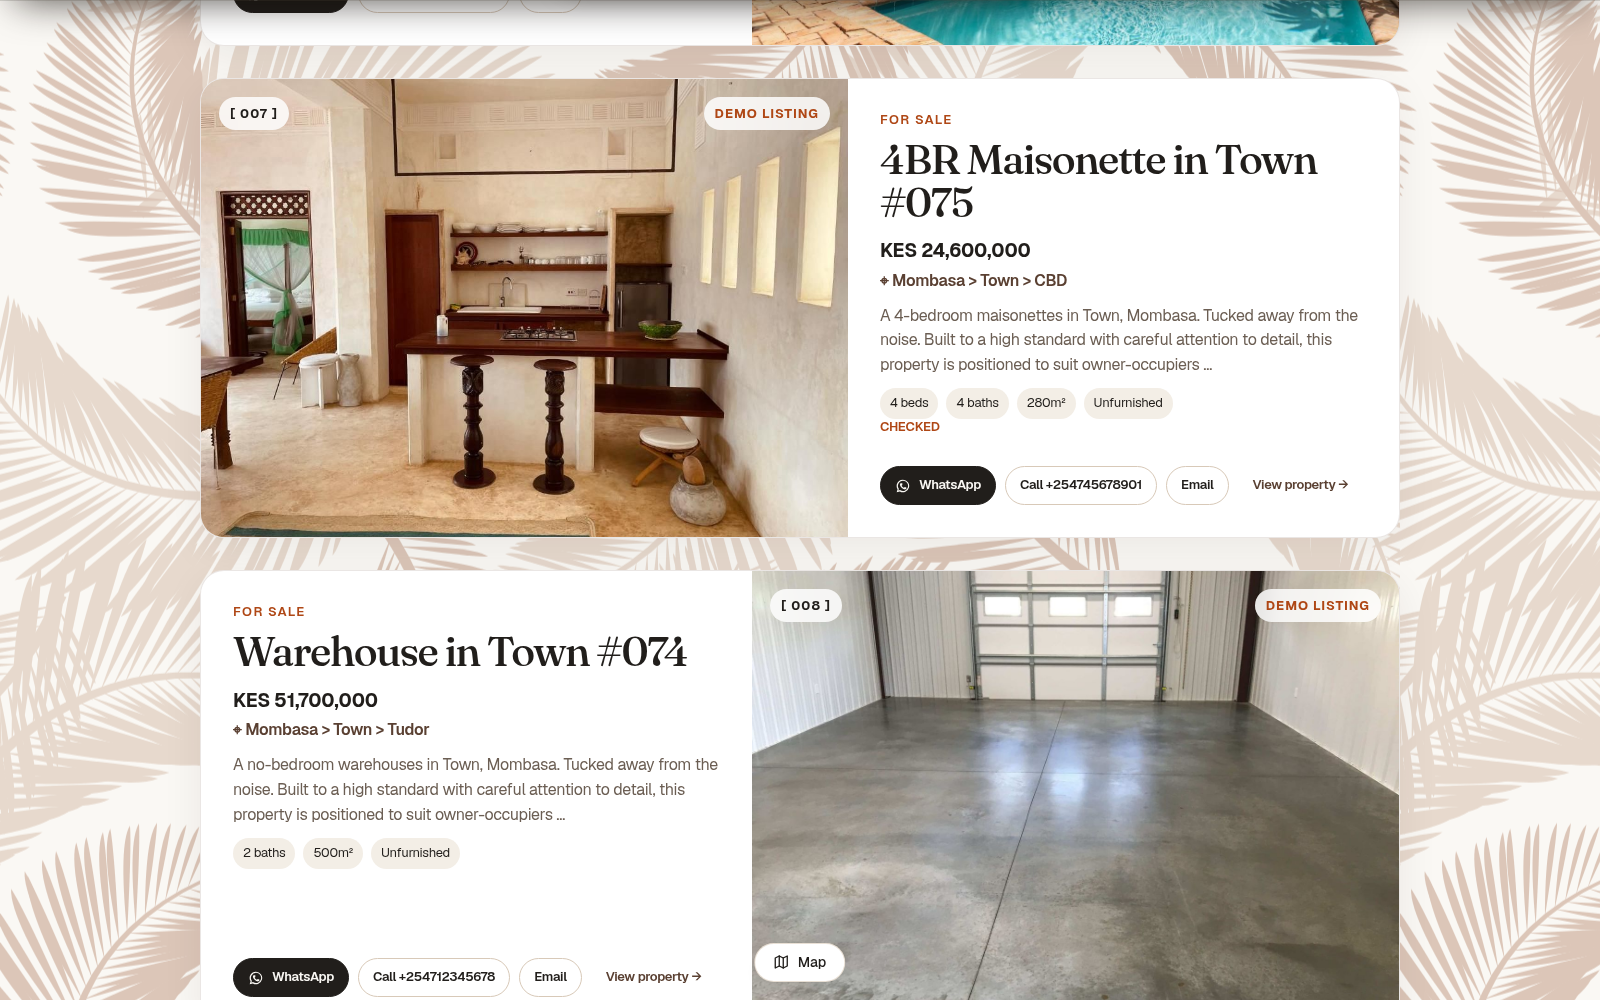 [ 007 ]
DEMO LISTING
FOR SALE
4BR Maisonette in Town
#075
KES 24,600,000
⌖ Mombasa > Town > CBD
A 4-bedroom maisonettes in Town, Mombasa. Tucked away from the
noise. Built to a high standard with careful attention to detail, this
property is positioned to suit owner-occupiers ...
4 beds 4 baths 280m² Unfurnished
CHECKED
WhatsApp Call +254745678901 Email View property →
FOR SALE
Warehouse in Town #074
KES 51,700,000
⌖ Mombasa > Town > Tudor
A no-bedroom warehouses in Town, Mombasa. Tucked away from the
noise. Built to a high standard with careful attention to detail, this
property is positioned to suit owner-occupiers ...
2 baths 500m² Unfurnished
WhatsApp Call +254712345678 Email View property →
[ 008 ]
DEMO LISTING
Map